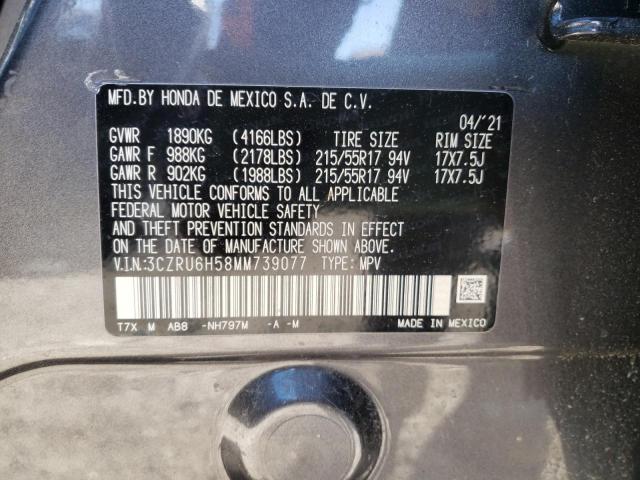 MFD.BY HONDA DE MEXICO S.A. DE C.V.
04/'21
GVWR 1890KG (4166LBS) TIRE SIZE RIM SIZE
GAWR F 988KG (2178LBS) 215/55R17 94V 17X7.5J
GAWR R 902KG (1988LBS) 215/55R17 94V 17X7.5J
THIS VEHICLE CONFORMS TO ALL APPLICABLE
FEDERAL MOTOR VEHICLE SAFETY
AND THEFT PREVENTION STANDARDS IN EFFECT
ON THE DATE OF MANUFACTURE SHOWN ABOVE.
V.I.N.:3CZRU6H58MM739077 TYPE: MPV
T7X M AB8 -NH797M -A -M MADE IN MEXICO